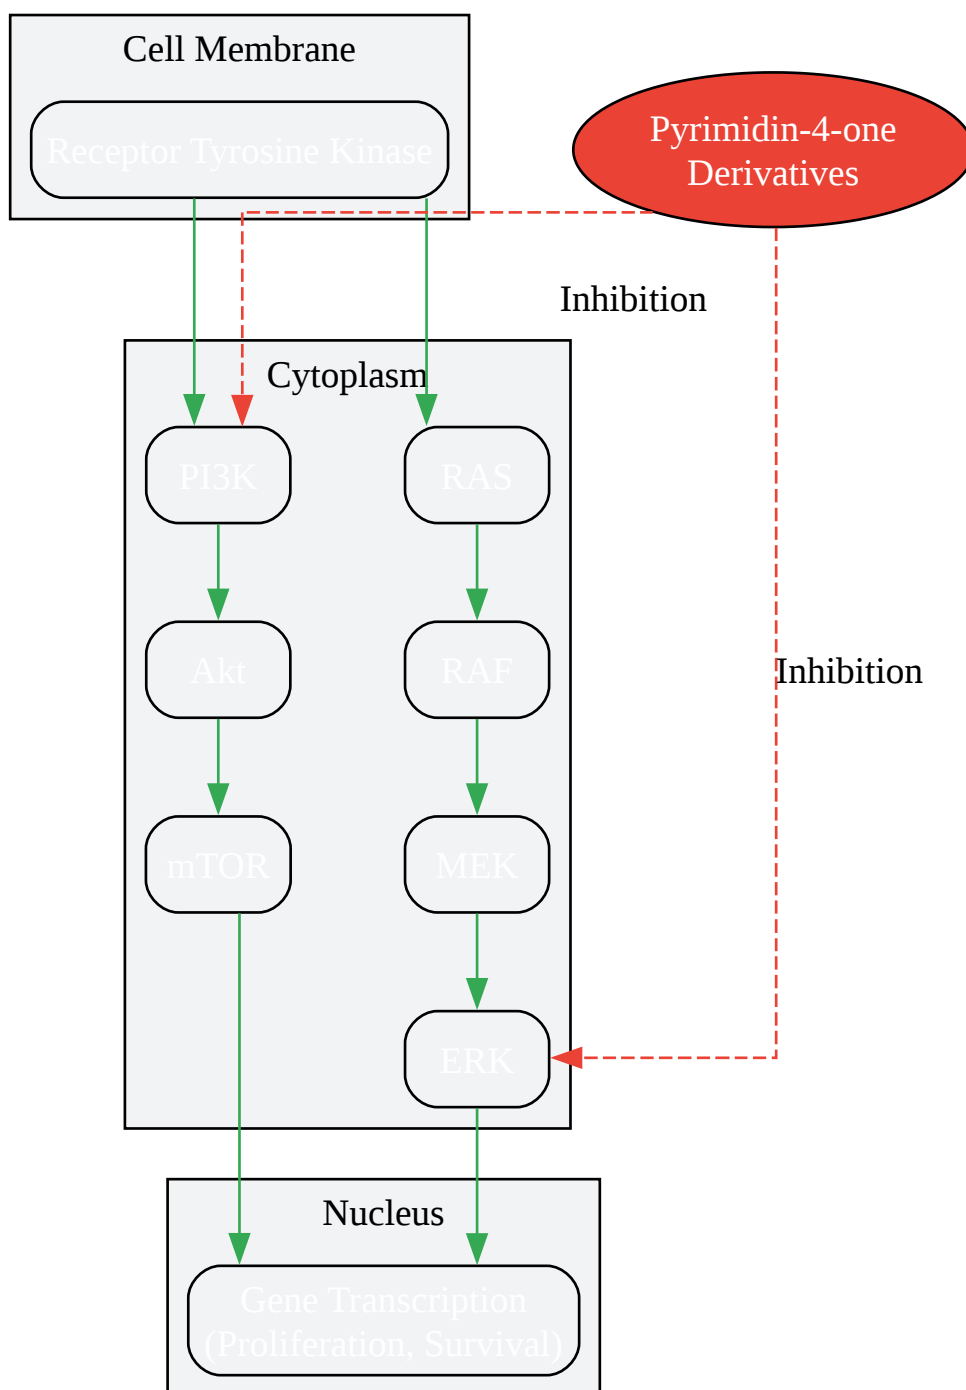 Cell Membrane
Receptor Tyrosine Kinase
Pyrimidin-4-one
Derivatives
Inhibition
Cytoplasm
PI3K
RAS
Akt
RAF
Inhibition
mTOR
MEK
ERK
Nucleus
Gene Transcription
(Proliferation, Survival)